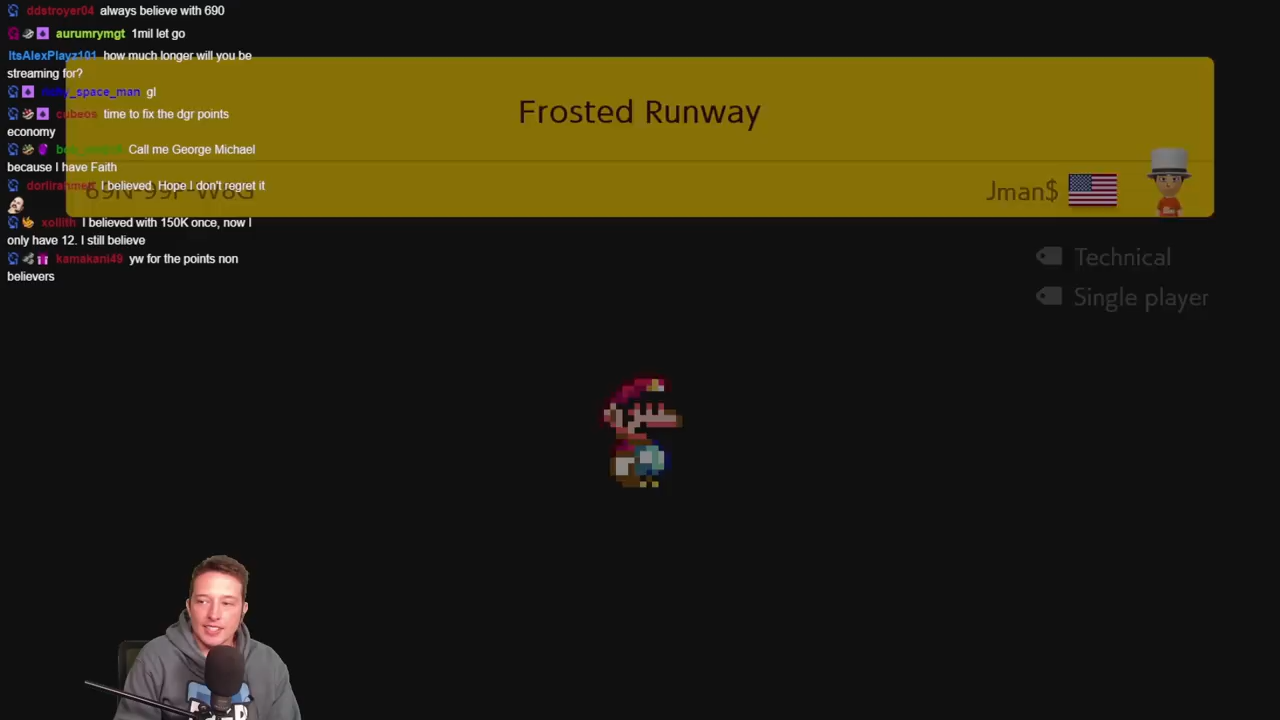 ddstroyer04 always believe with 690
aurumrymgt 1mil let go
ItsAlexPlayz101 how much longer will you be
streaming for?
gl
cubeos time to fix the dgr points
economy
Call me George Michael
because I have Faith
I believed. Hope I don't regret it
xollith I believed with 150K once, now I
only have 12. I still believe
kamakani49 yw for the points non
believers
Frosted Runway
Jman$
Technical
Single player